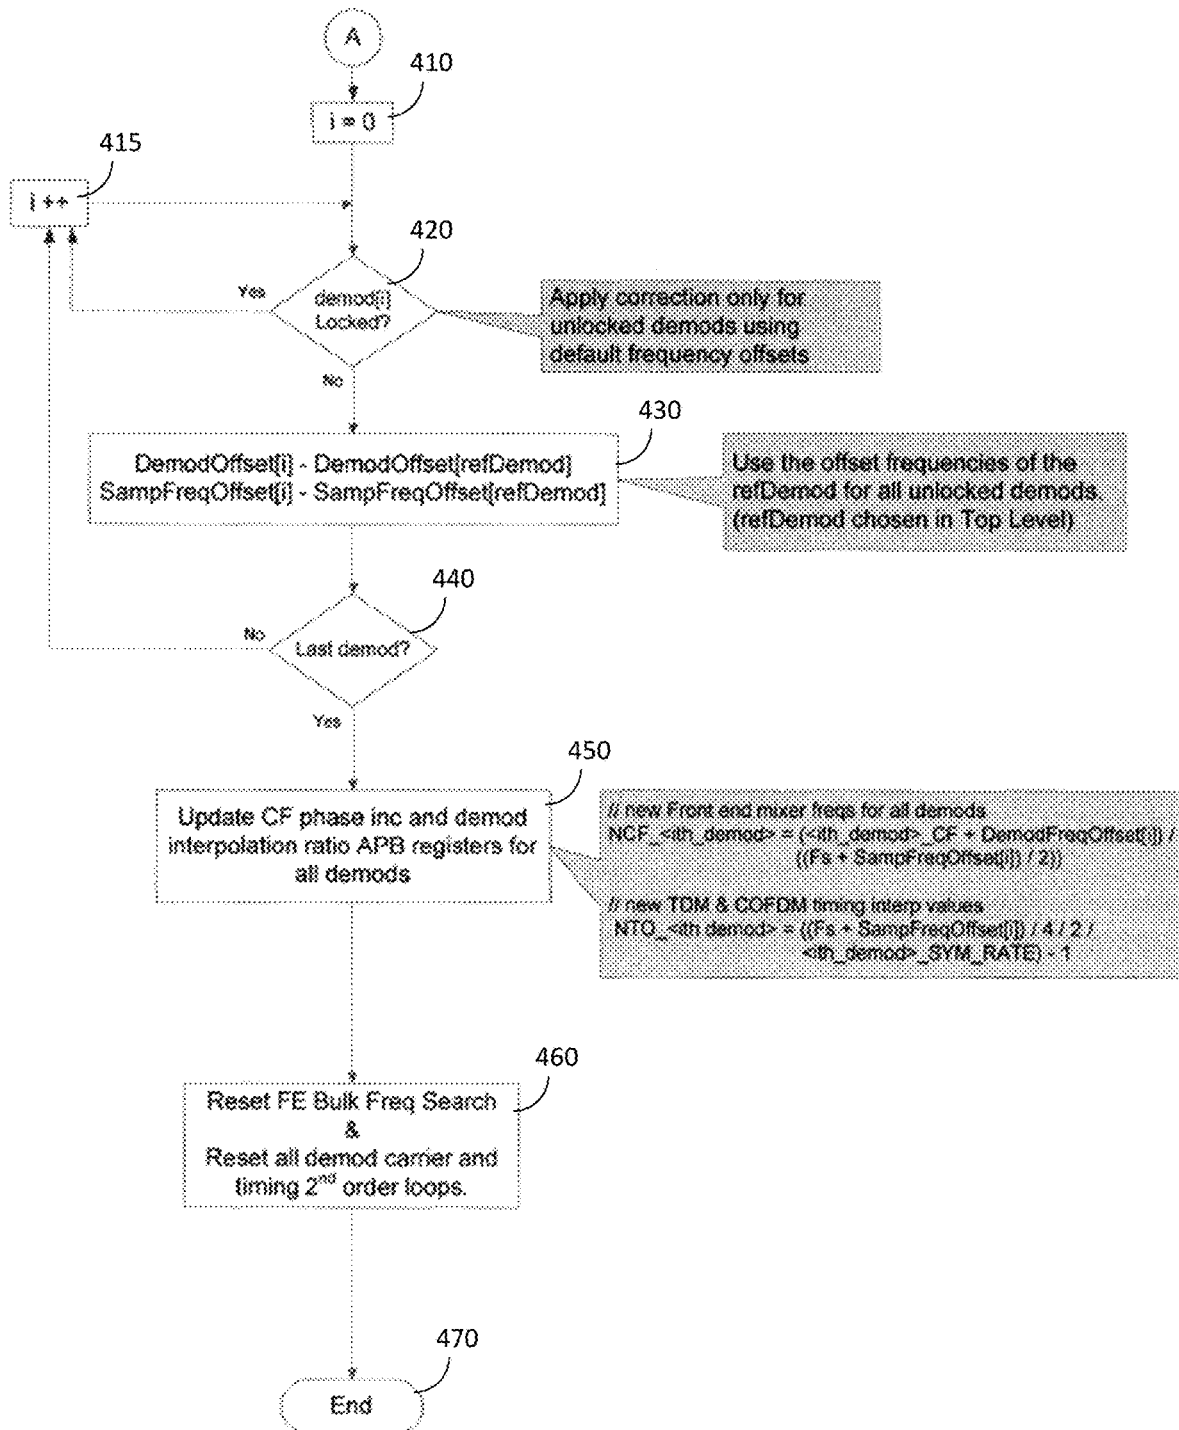 A
410
i = 0
415
i ++
420
Yes
demod[i]
Locked?
Apply correction only for
unlocked demods using
default frequency offsets
No
430
DemodOffset[i] - DemodOffset[refDemod]
SampFreqOffset[i] - SampFreqOffset[refDemod]
Use the offset frequencies of the
refDemod for all unlocked demods.
(refDemod chosen in Top Level)
440
No
Last demod?
Yes
450
Update CF phase inc and demod
interpolation ratio APB registers for
all demods
// new Front end mixer freqs for all demods
NCF_<ith_demod> = (<ith_demod>_CF + DemodFreqOffset[i]) /
((Fs + SampFreqOffset[i]) / 2))
// new TDM & COFDM timing interp values
NTO_<ith demod> = ((Fs + SampFreqOffset[i]) / 4 / 2 /
<ith_demod>_SYM_RATE) - 1
460
Reset FE Bulk Freq Search
&
Reset all demod carrier and
timing 2nd order loops.
470
End